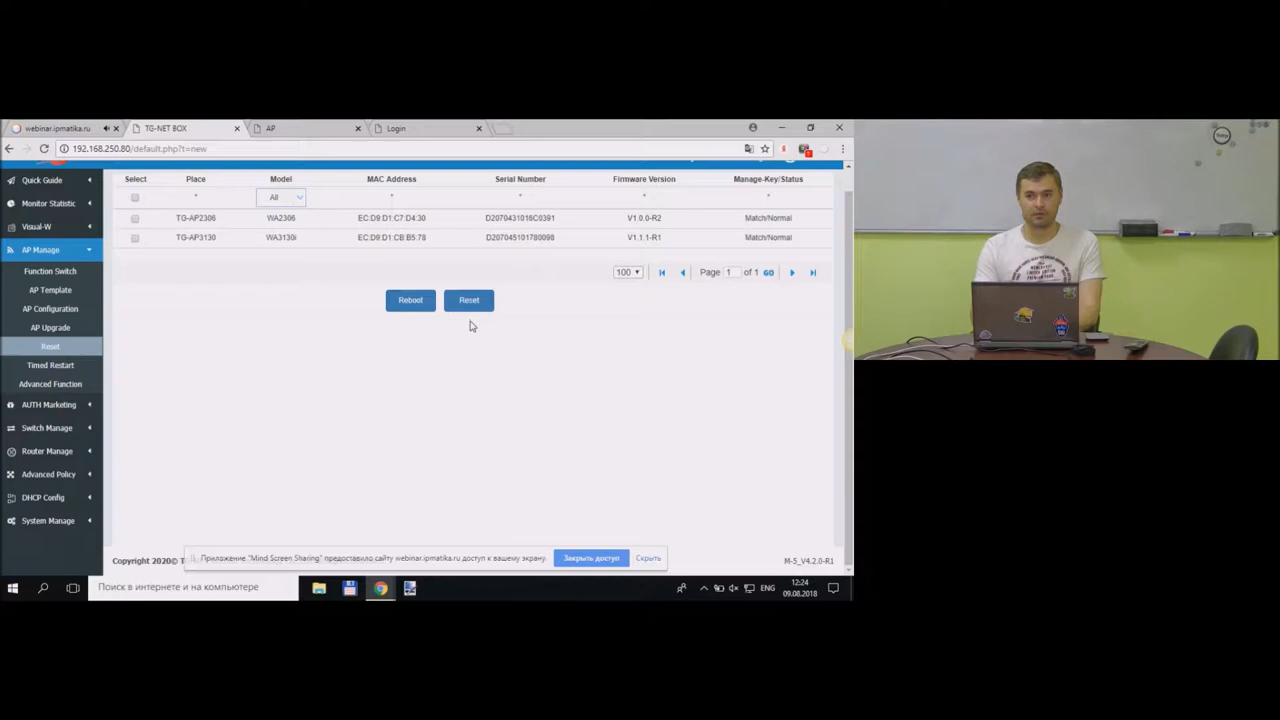 webinar.ipmatika.ru
TG-NET BOX
AP
Login
192.168.250.80/default.php?t=new
Quick Guide
Monitor Statistic
Visual-W
AP Manage
Function Switch
AP Template
AP Configuration
AP Upgrade
Reset
Timed Restart
Advanced Function
AUTH Marketing
Switch Manage
Router Manage
Advanced Policy
DHCP Config
System Manage
Select Place Model MAC Address Serial Number Firmware Version Manage-Key/Status
* All * * * *
TG-AP2306 WA2306 EC:D9:D1:C7:D4:30 D2070431016C0391 V1.0.0-R2 Match/Normal
TG-AP3130 WA3130i EC:D9:D1:CB:B5:78 D207045101780098 V1.1.1-R1 Match/Normal
100 Page 1 of 1 GO
Reboot Reset
Copyright 2020©
M-5_V4.2.0-R1
Приложение "Mind Screen Sharing" предоставило сайту webinar.ipmatika.ru доступ к вашему экрану.
Закрыть доступ
Скрыть
Поиск в интернете и на компьютере
ENG
12:24
09.08.2018